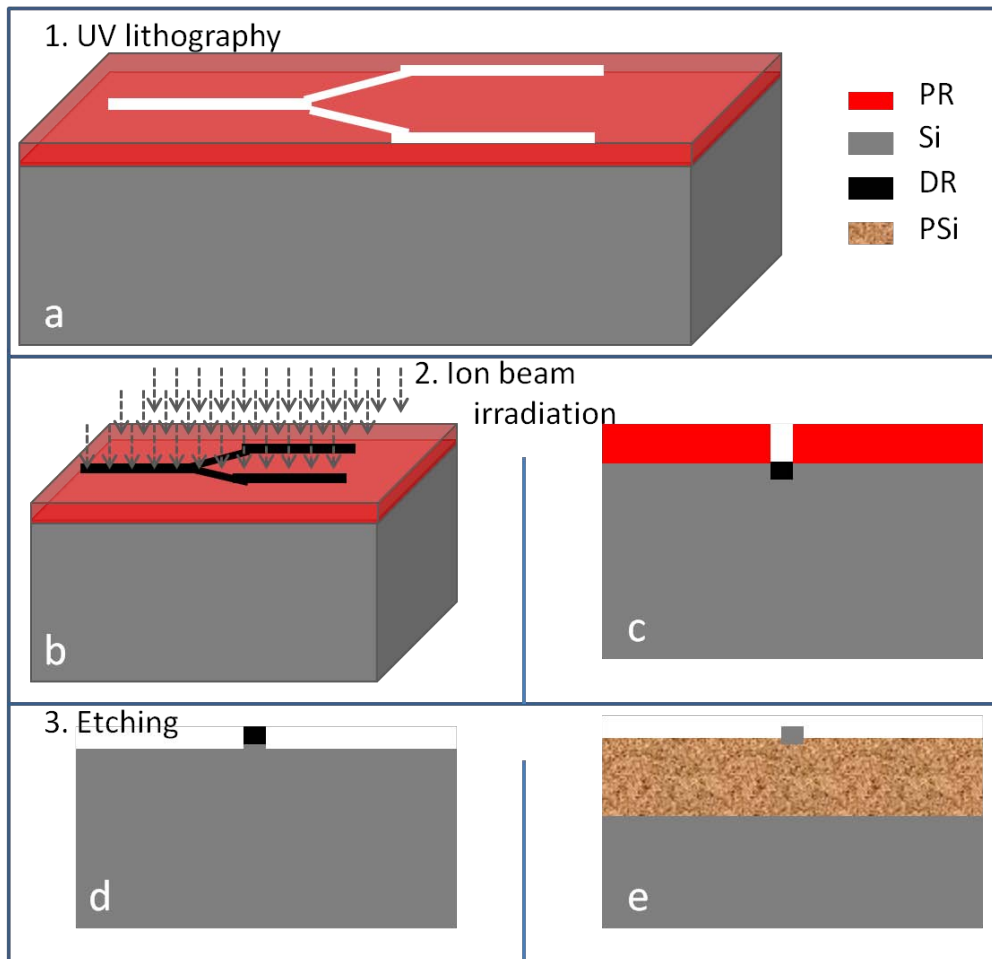 1. UV lithography
PR
Si
DR
PSi
a
2. Ion beam
irradiation
b
c
3. Etching
d
e